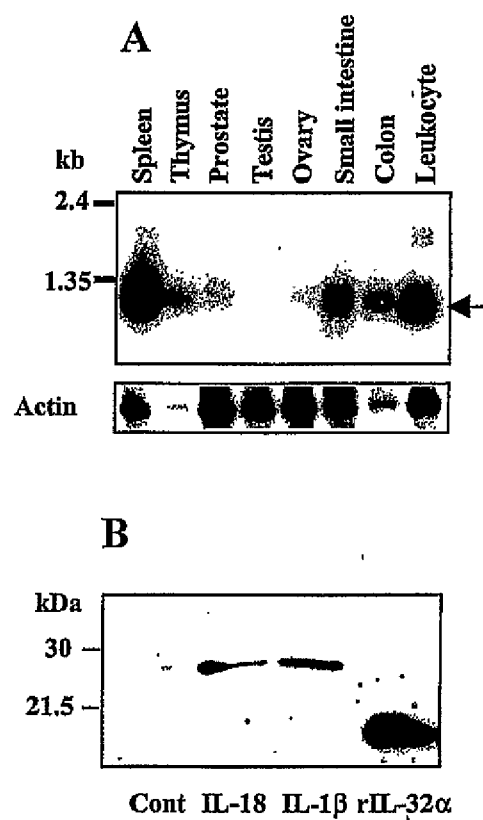 A
kb
Spleen
Thymus
Prostate
Testis
Ovary
Small intestine
Colon
Leukocyte
2.4
1.35
Actin
B
kDa
30
21.5
Cont IL-18 IL-1β rIL-32α